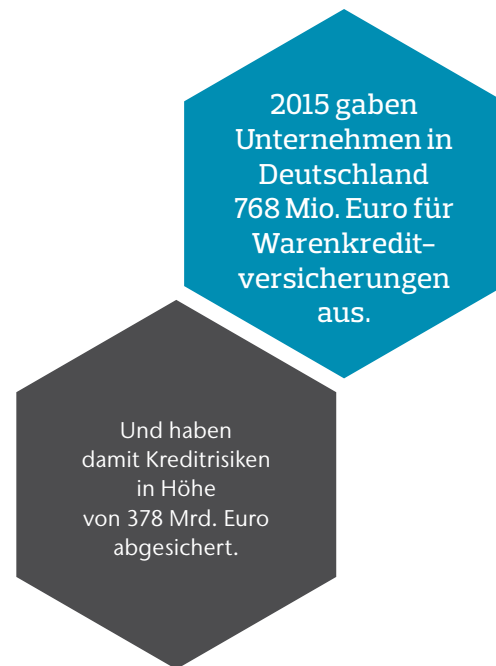 2015 gaben
Unternehmen in
Deutschland
768 Mio. Euro für
Warenkredit-
versicherungen
aus.
Und haben
damit Kreditrisiken
in Höhe
von 378 Mrd. Euro
abgesichert.